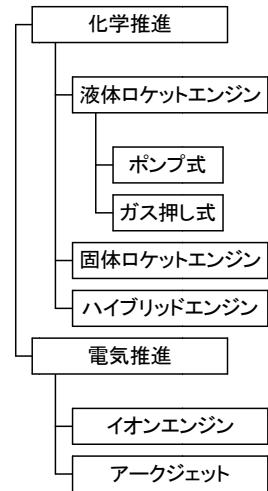 化学推進
液体ロケットエンジン
ポンプ式
ガス押し式
固体ロケットエンジン
ハイブリッドエンジン
電気推進
イオンエンジン
アークジェット